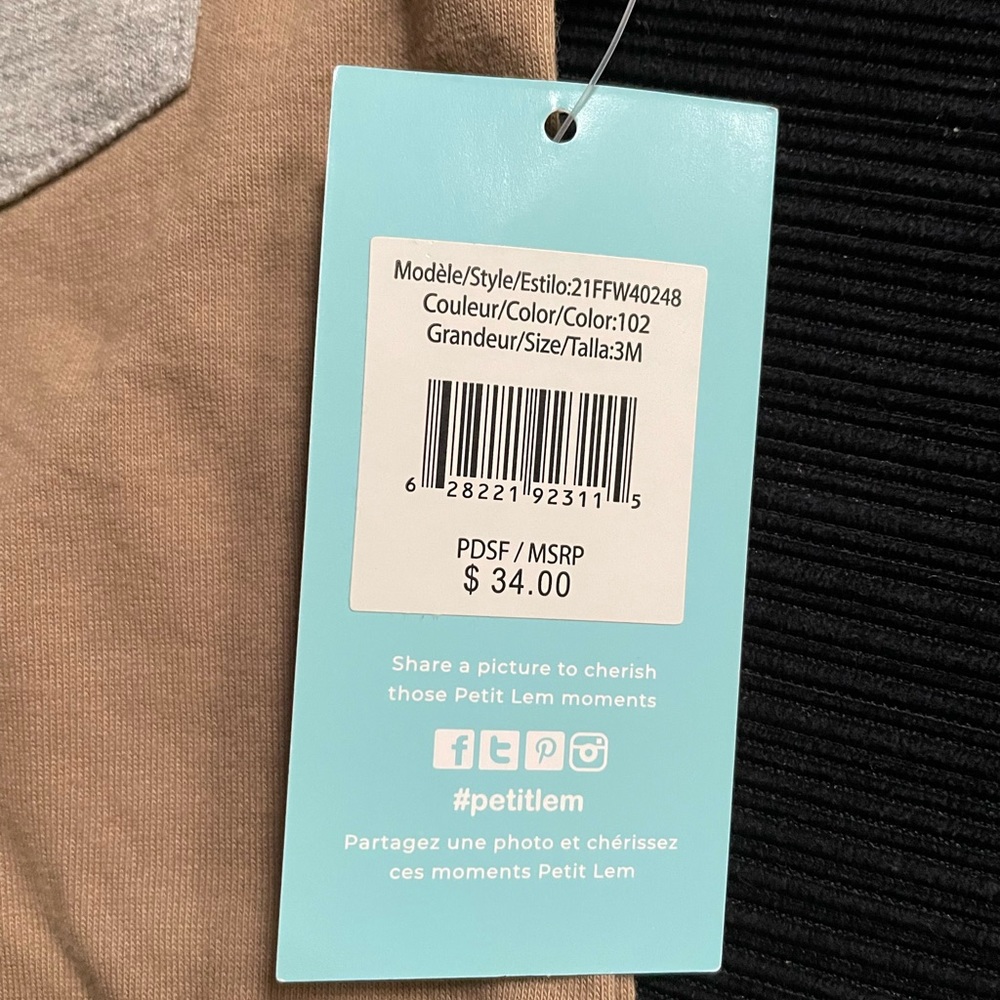 Modèle/Style/Estilo:21FFW40248
Couleur/Color/Color:102
Grandeur/Size/Talla:3M
6 28221 92311 5
PDSF / MSRP
$ 34.00
Share a picture to cherish
those Petit Lem moments
#petitlem
Partagez une photo et chérissez
ces moments Petit Lem